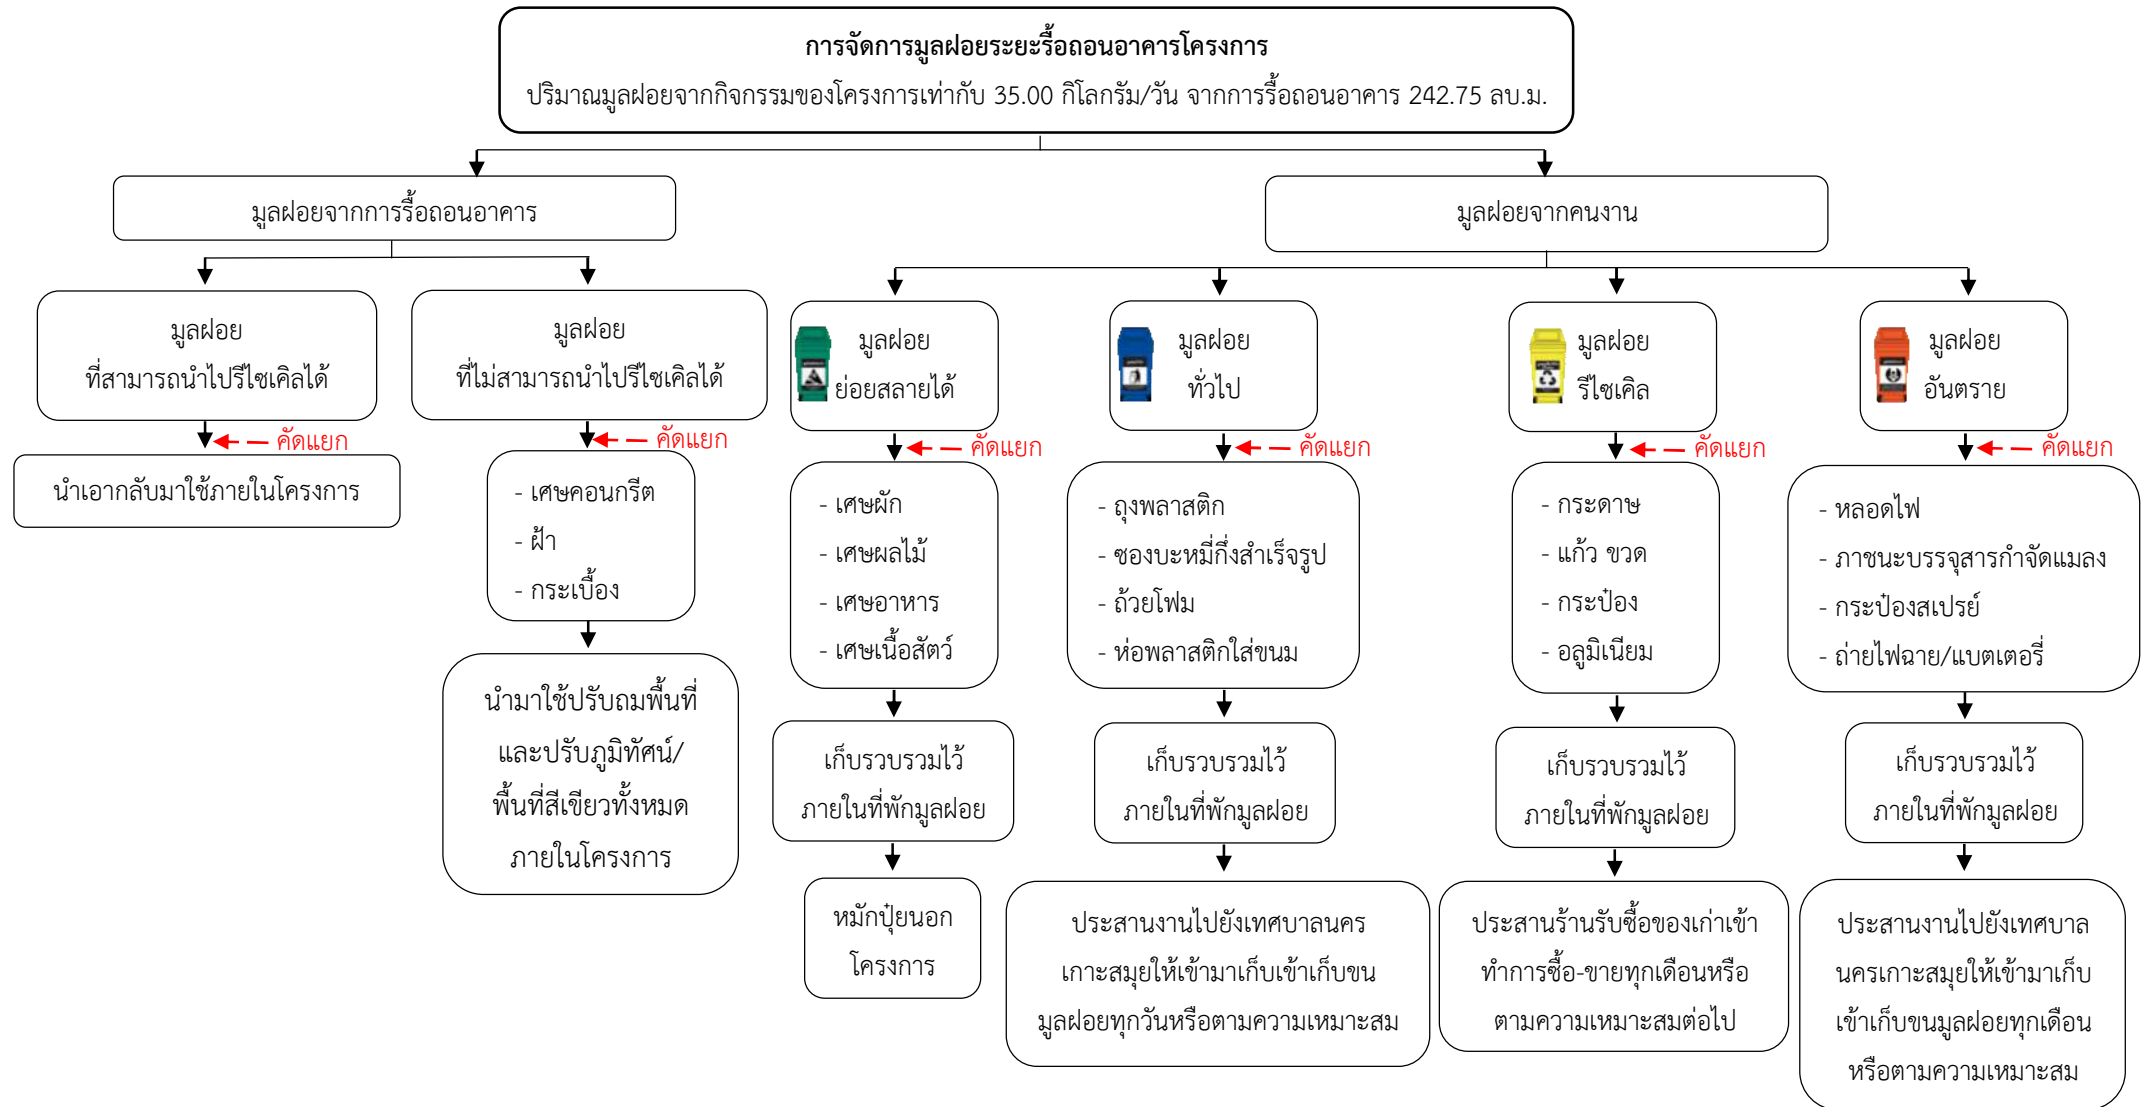 การจัดการมูลฝอยระยะรื้อถอนอาคารโครงการ
ปริมาณมูลฝอยจากกิจกรรมของโครงการเท่ากับ 35.00 กิโลกรัม/วัน จากการรื้อถอนอาคาร 242.75 ลบ.ม.
มูลฝอยจากการรื้อถอนอาคาร
มูลฝอยจากคนงาน
มูลฝอย
ที่สามารถนำไปรีไซเคิลได้
มูลฝอย
ที่ไม่สามารถนำไปรีไซเคิลได้
มูลฝอย
ย่อยสลายได้
มูลฝอย
ทั่วไป
มูลฝอย
รีไซเคิล
มูลฝอย
อันตราย
คัดแยก
คัดแยก
คัดแยก
คัดแยก
คัดแยก
คัดแยก
นำเอากลับมาใช้ภายในโครงการ
- เศษคอนกรีต
- ฝ้า
- กระเบื้อง
- เศษผัก
- เศษผลไม้
- เศษอาหาร
- เศษเนื้อสัตว์
- ถุงพลาสติก
- ซองบะหมี่กึ่งสำเร็จรูป
- ถ้วยโฟม
- ห่อพลาสติกใส่ขนม
- กระดาษ
- แก้ว ขวด
- กระป๋อง
- อลูมิเนียม
- หลอดไฟ
- ภาชนะบรรจุสารกำจัดแมลง
- กระป๋องสเปรย์
- ถ่ายไฟฉาย/แบตเตอรี่
นำมาใช้ปรับถมพื้นที่
และปรับภูมิทัศน์/
พื้นที่สีเขียวทั้งหมด
ภายในโครงการ
เก็บรวบรวมไว้
ภายในที่พักมูลฝอย
เก็บรวบรวมไว้
ภายในที่พักมูลฝอย
เก็บรวบรวมไว้
ภายในที่พักมูลฝอย
เก็บรวบรวมไว้
ภายในที่พักมูลฝอย
หมักปุ๋ยนอก
โครงการ
ประสานงานไปยังเทศบาลนคร
เกาะสมุยให้เข้ามาเก็บเข้าเก็บขน
มูลฝอยทุกวันหรือตามความเหมาะสม
ประสานร้านรับซื้อของเก่าเข้า
ทำการซื้อ-ขายทุกเดือนหรือ
ตามความเหมาะสมต่อไป
ประสานงานไปยังเทศบาล
นครเกาะสมุยให้เข้ามาเก็บ
เข้าเก็บขนมูลฝอยทุกเดือน
หรือตามความเหมาะสม